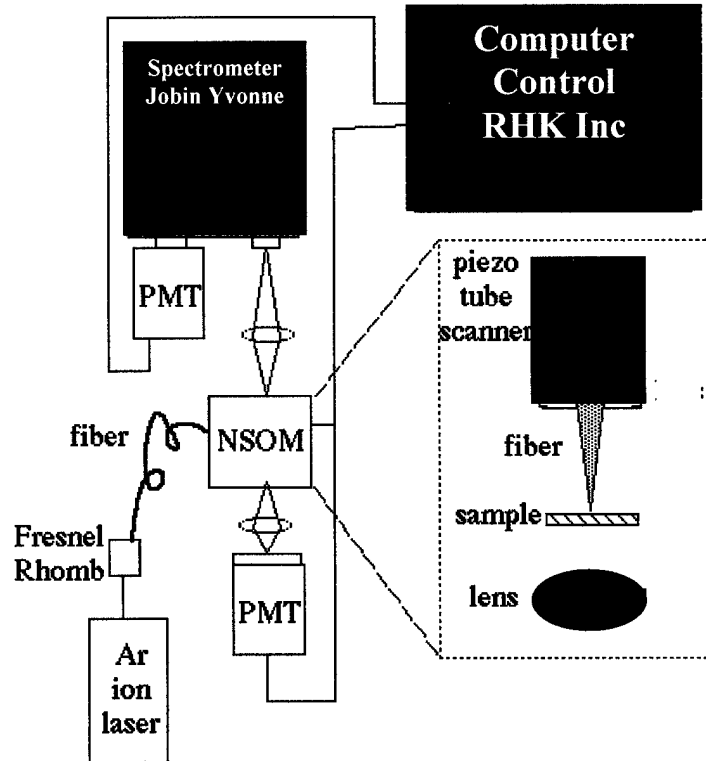 Spectrometer
Jobin Yvonne
Computer
Control
RHK Inc
PMT
piezo
tube
scanner
fiber
NSOM
fiber
sample
Fresnel
Rhomb
PMT
lens
Ar
ion
laser